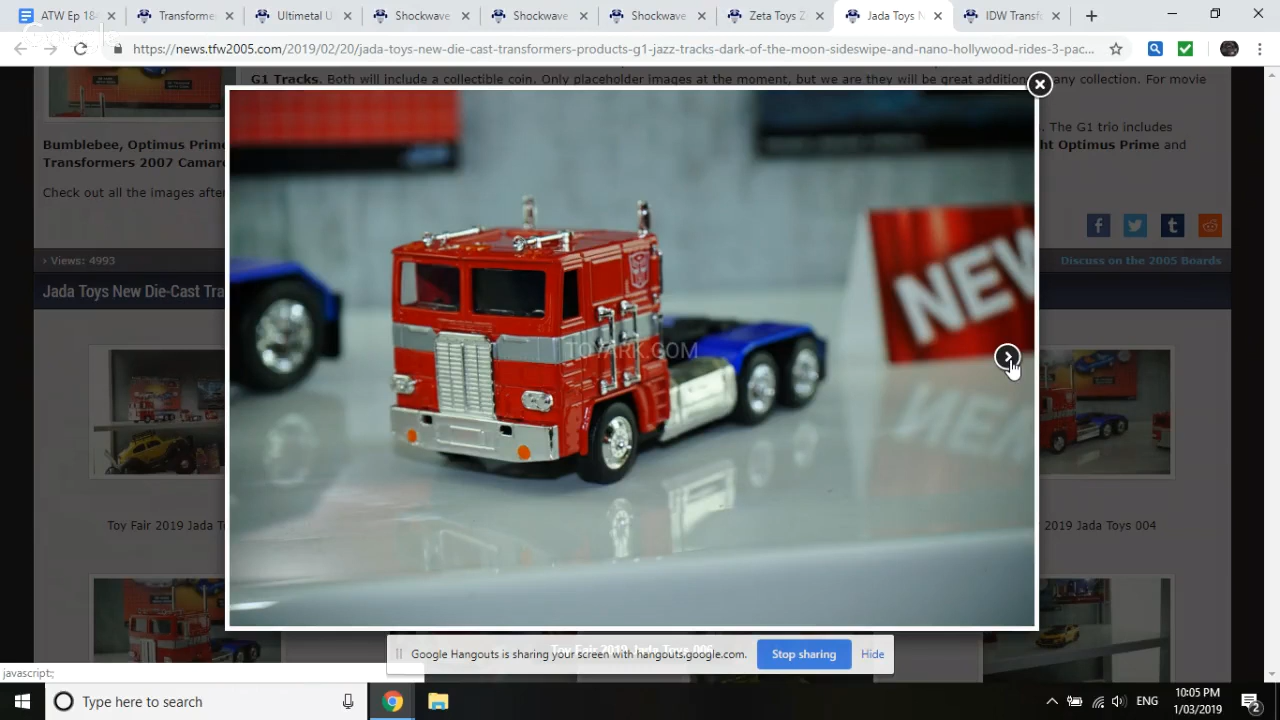 ATW Ep 18
Transforme
Ultimetal U
Shockwave
Shockwave
Shockwave
Zeta Toys Z
Jada Toys N
IDW Transf
https://news.tfw2005.com/2019/02/20/jada-toys-new-die-cast-transformers-products-g1-jazz-tracks-dark-of-the-moon-sideswipe-and-nano-hollywood-rides-3-pac...
G1 Tracks. Both will include a collectible coin. Only placeholder images at the moment, but we are they will be great addition
any collection. For movie
Bumblebee, Optimus Prime
. The G1 trio includes
Transformers 2007 Camaro
ht Optimus Prime and
Check out all the images after
› Views: 4993
Discuss on the 2005 Boards
Jada Toys New Die-Cast Tra
NEW
TOYARK.COM
Toy Fair 2019 Jada T
2019 Jada Toys 004
Toy Fair 2019 Jada Toys 006
Google Hangouts is sharing your screen with hangouts.google.com.
Stop sharing
Hide
javascript:;
Type here to search
ENG
10:05 PM
1/03/2019
2